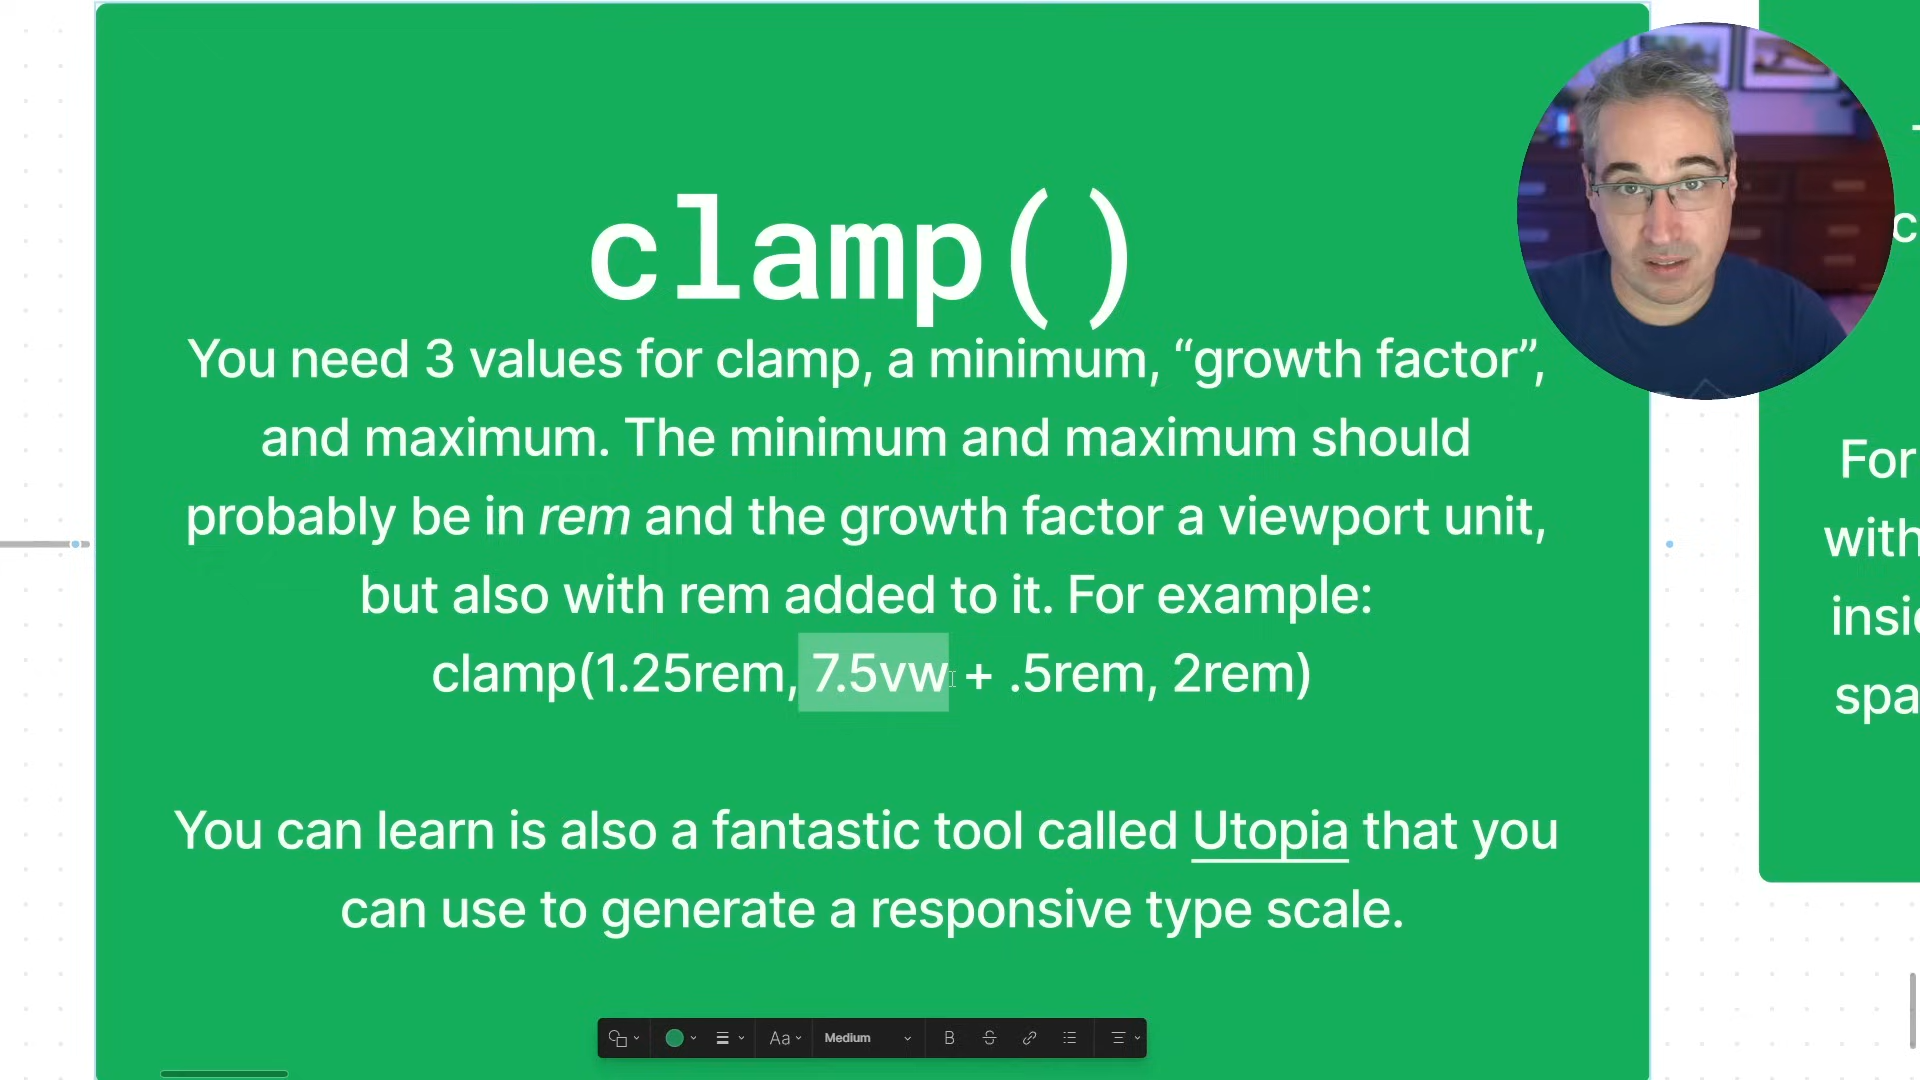 clamp()
You need 3 values for clamp, a minimum, “growth factor”,
and maximum. The minimum and maximum should
probably be in rem and the growth factor a viewport unit,
but also with rem added to it. For example:
clamp(1.25rem, 7.5vw + .5rem, 2rem)
You can learn is also a fantastic tool called Utopia that you
can use to generate a responsive type scale.
For
with
Aa
Medium
B
S